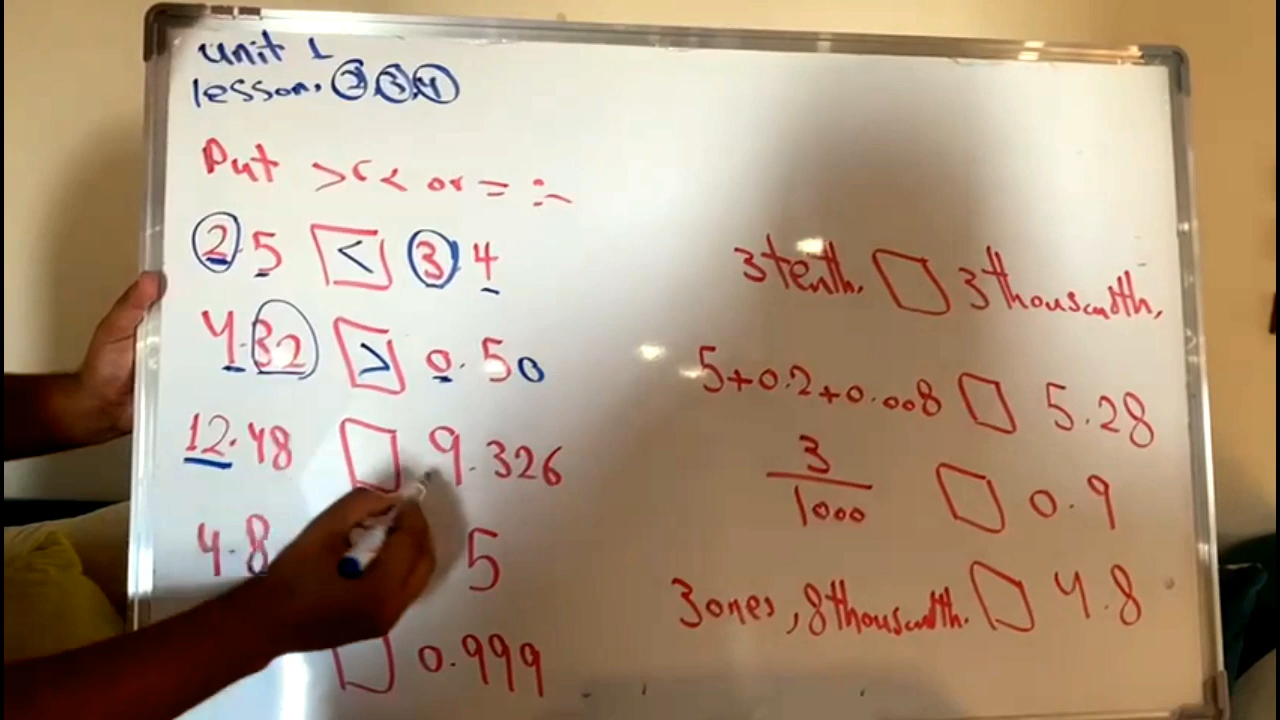 unit 1
lesson. 2 3 4
Put > , < or = :-
2.5 < 3.4
4.32 > 0.50
12.48 □ 9.326
4.8 5
□ 0.999
3 tenth. □ 3 thousandth.
5+0.2+0.008 □ 5.28
3/1000 □ 0.9
3 ones, 8 thousandth. □ 4.8